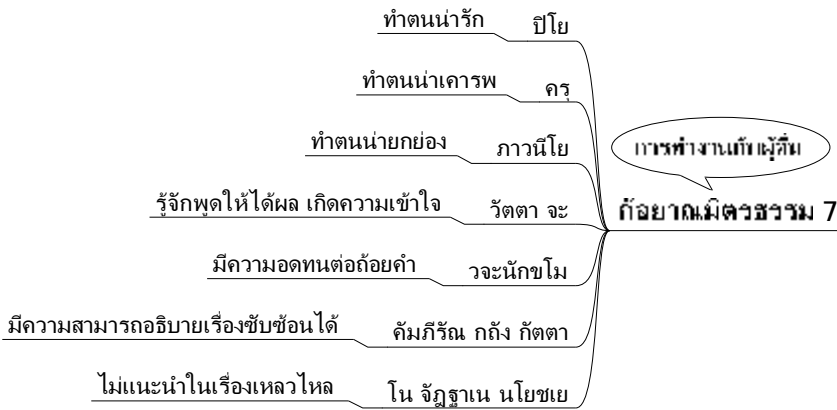 ทำตนน่ารัก ปิโย
ทำตนน่าเคารพ ครุ
ทำตนน่ายกย่อง ภาวนีโย
รู้จักพูดให้ได้ผล เกิดความเข้าใจ วัตตา จะ
มีความอดทนต่อถ้อยคำ วจะนักขโม
มีความสามารถอธิบายเรื่องซับซ้อนได้ คัมภีรัณ กถัง กัตตา
ไม่แนะนำในเรื่องเหลวไหล โน จัฏฐาเน นโยชเย
การทำงานกับผู้อื่น
กัลยาณมิตรธรรม 7